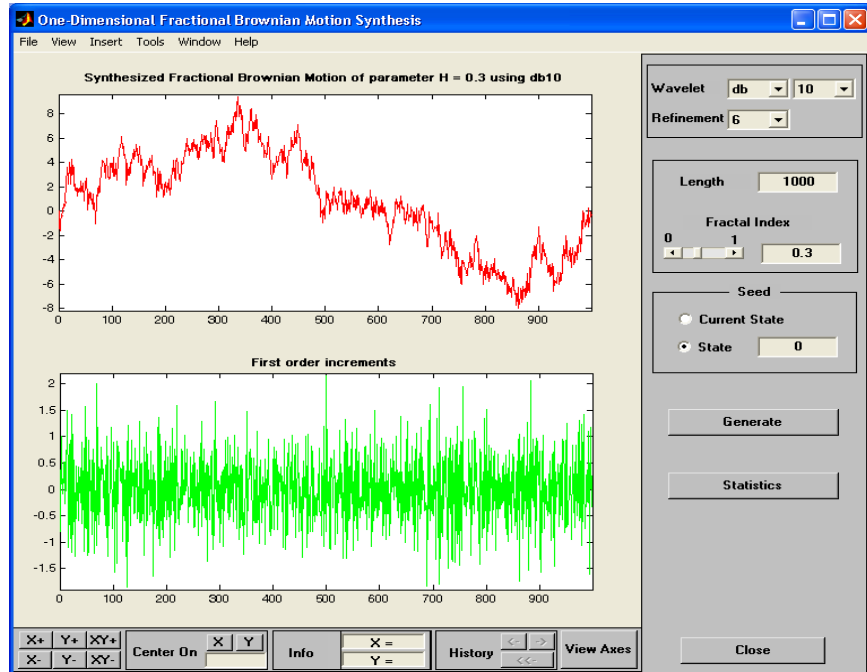 One-Dimensional Fractional Brownian Motion Synthesis
File View Insert Tools Window Help
Synthesized Fractional Brownian Motion of parameter H = 0.3 using db10
8
6
4
2
0
-2
-4
-6
-8
0 100 200 300 400 500 600 700 800 900
First order increments
2
1.5
1
0.5
0
-0.5
-1
-1.5
0 100 200 300 400 500 600 700 800 900
Wavelet db 10
Refinement 6
Length 1000
Fractal Index
0 1
0.3
Seed
Current State
State 0
Generate
Statistics
X+ Y+ XY+
X- Y- XY-
Center On X Y
Info X =
Y =
History <- ->
<<-
View Axes
Close